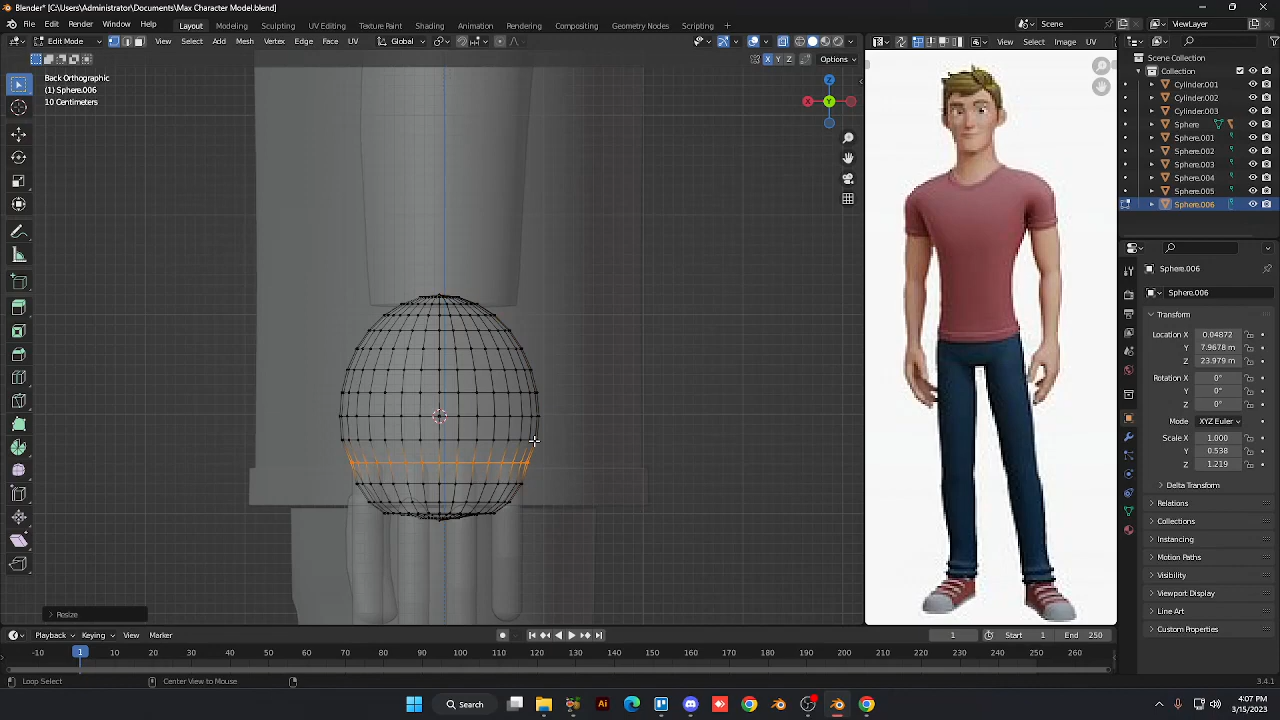 Blender* [C:\Users\Administrator\Documents\Max Character Model.blend]
File Edit Render Window Help Layout Modeling Sculpting UV Editing Texture Paint Shading Animation Rendering Compositing Geometry Nodes Scripting + Scene ViewLayer
Edit Mode View Select Add Mesh Vertex Edge Face UV Global View Select Image UV
X Y Z Options
Back Orthographic
(1) Sphere.006
10 Centimeters
Z
X Y
Scene Collection
Collection
Cylinder.001
Cylinder.002
Cylinder.003
Sphere
Sphere.001
Sphere.002
Sphere.003
Sphere.004
Sphere.005
Sphere.006
Sphere.006
Sphere.006
Transform
Location X 0.04872
Y 7.9678 m
Z 23.979 m
Rotation X 0°
Y 0°
Z 0°
Mode XYZ Euler
Scale X 1.000
Y 0.538
Z 1.219
Delta Transform
Relations
Collections
Instancing
Motion Paths
Visibility
Viewport Display
Line Art
Custom Properties
Resize
Playback Keying View Marker 1 Start 1 End 250
-10 1 10 20 30 40 50 60 70 80 90 100 110 120 130 140 150 160 170 180 190 200 210 220 230 240 250 260
Loop Select Center View to Mouse 3.4.1
Search
4:07 PM
3/15/2023